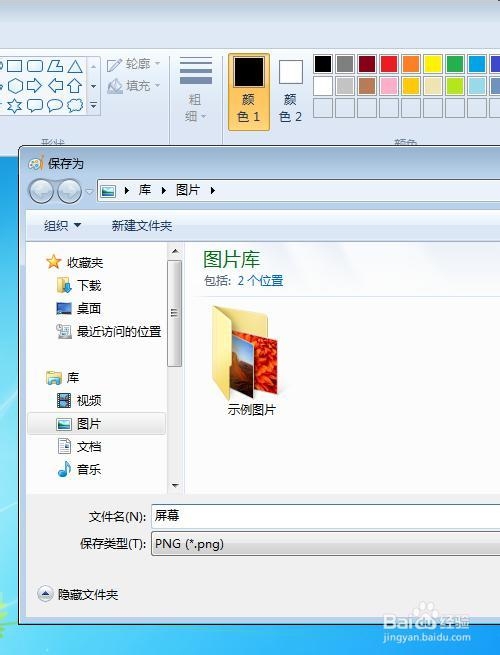 轮廓
填充
粗
细
颜
色 1
颜
色 2
形状
颜色
保存为
库
图片
组织
新建文件夹
收藏夹
下载
桌面
最近访问的位置
库
视频
图片
文档
音乐
图片库
包括: 2 个位置
示例图片
文件名(N): 屏幕
保存类型(T): PNG (*.png)
隐藏文件夹
Baidu 经验
jingyan.baidu.com